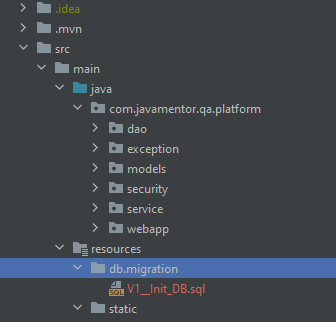 .idea
.mvn
src
main
java
com.javamentor.qa.platform
dao
exception
models
security
service
webapp
resources
db.migration
SQL V1__Init_DB.sql
static